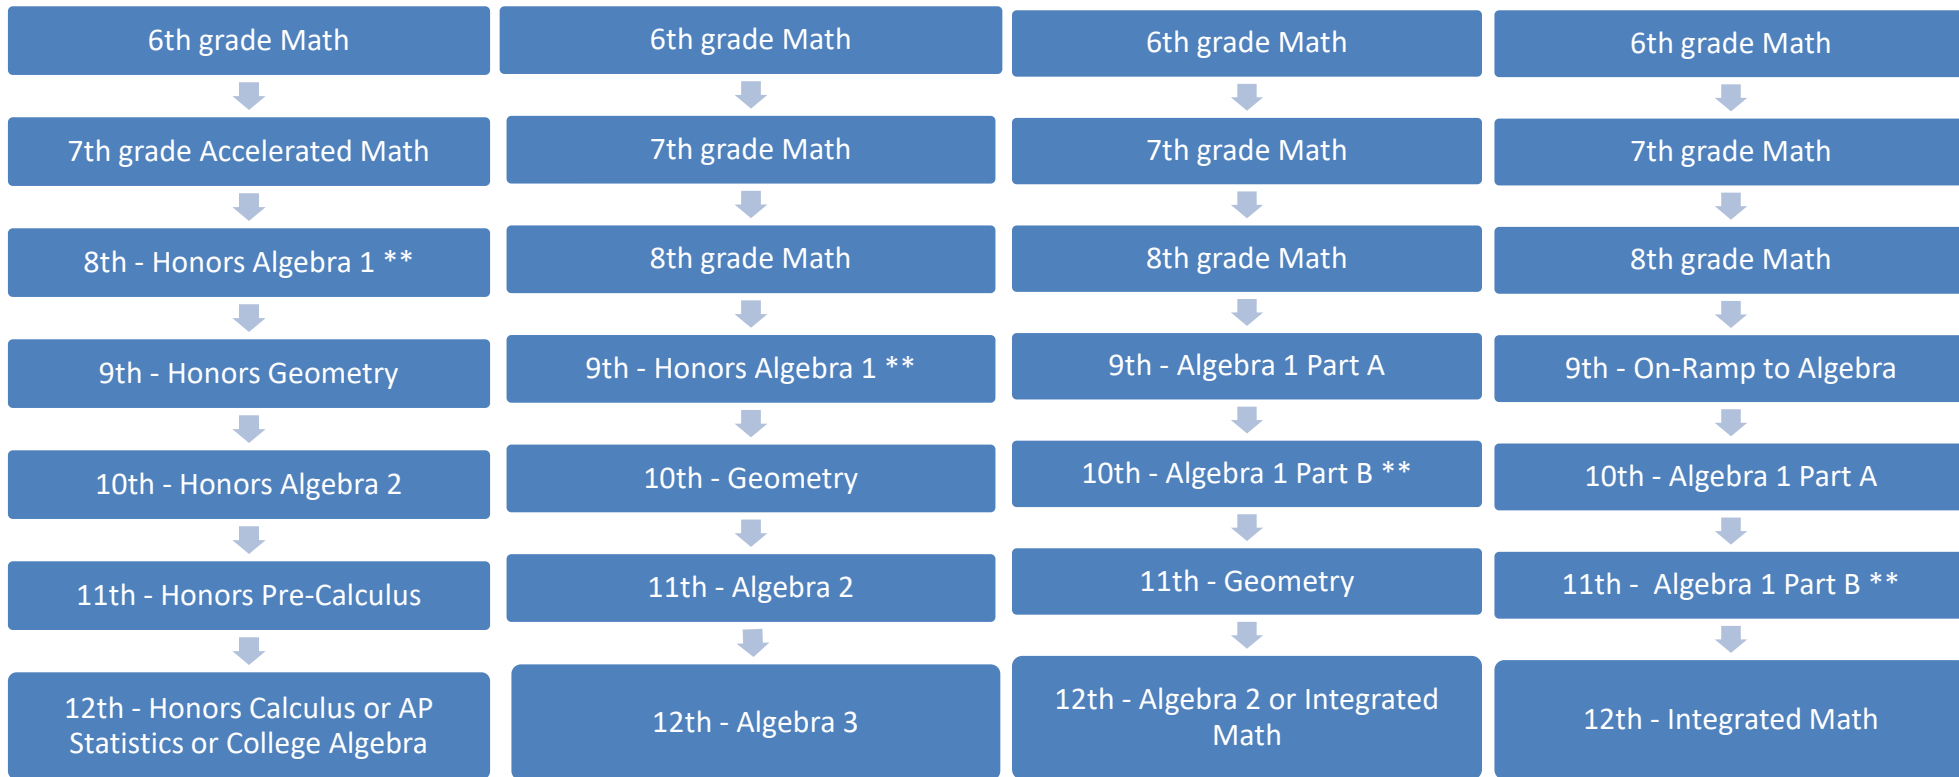 6th grade Math
7th grade Accelerated Math
8th - Honors Algebra 1 **
9th - Honors Geometry
10th - Honors Algebra 2
11th - Honors Pre-Calculus
12th - Honors Calculus or AP
Statistics or College Algebra
6th grade Math
7th grade Math
8th grade Math
9th - Honors Algebra 1 **
10th - Geometry
11th - Algebra 2
12th - Algebra 3
6th grade Math
7th grade Math
8th grade Math
9th - Algebra 1 Part A
10th - Algebra 1 Part B **
11th - Geometry
12th - Algebra 2 or Integrated
Math
6th grade Math
7th grade Math
8th grade Math
9th - On-Ramp to Algebra
10th - Algebra 1 Part A
11th -  Algebra 1 Part B **
12th - Integrated Math